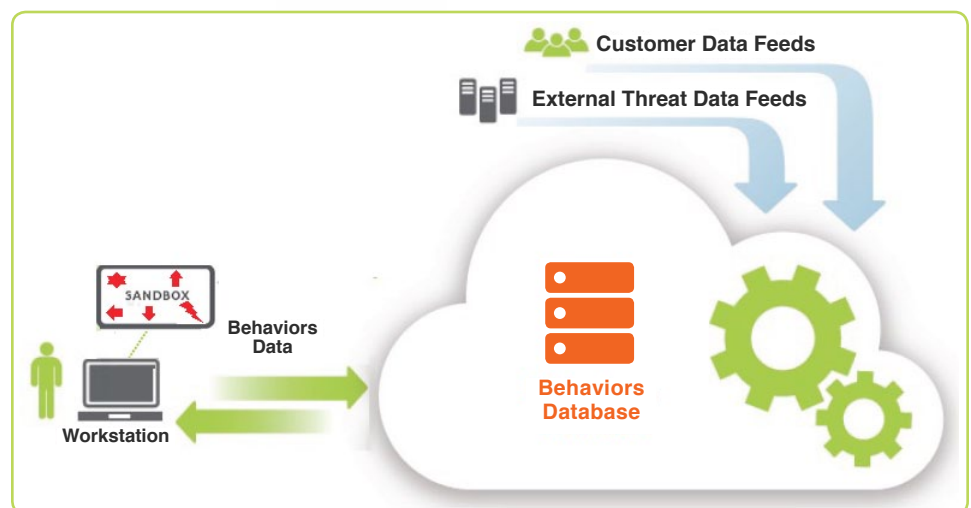 Customer Data Feeds
External Threat Data Feeds
SANDBOX
Behaviors
Data
Workstation
Behaviors
Database